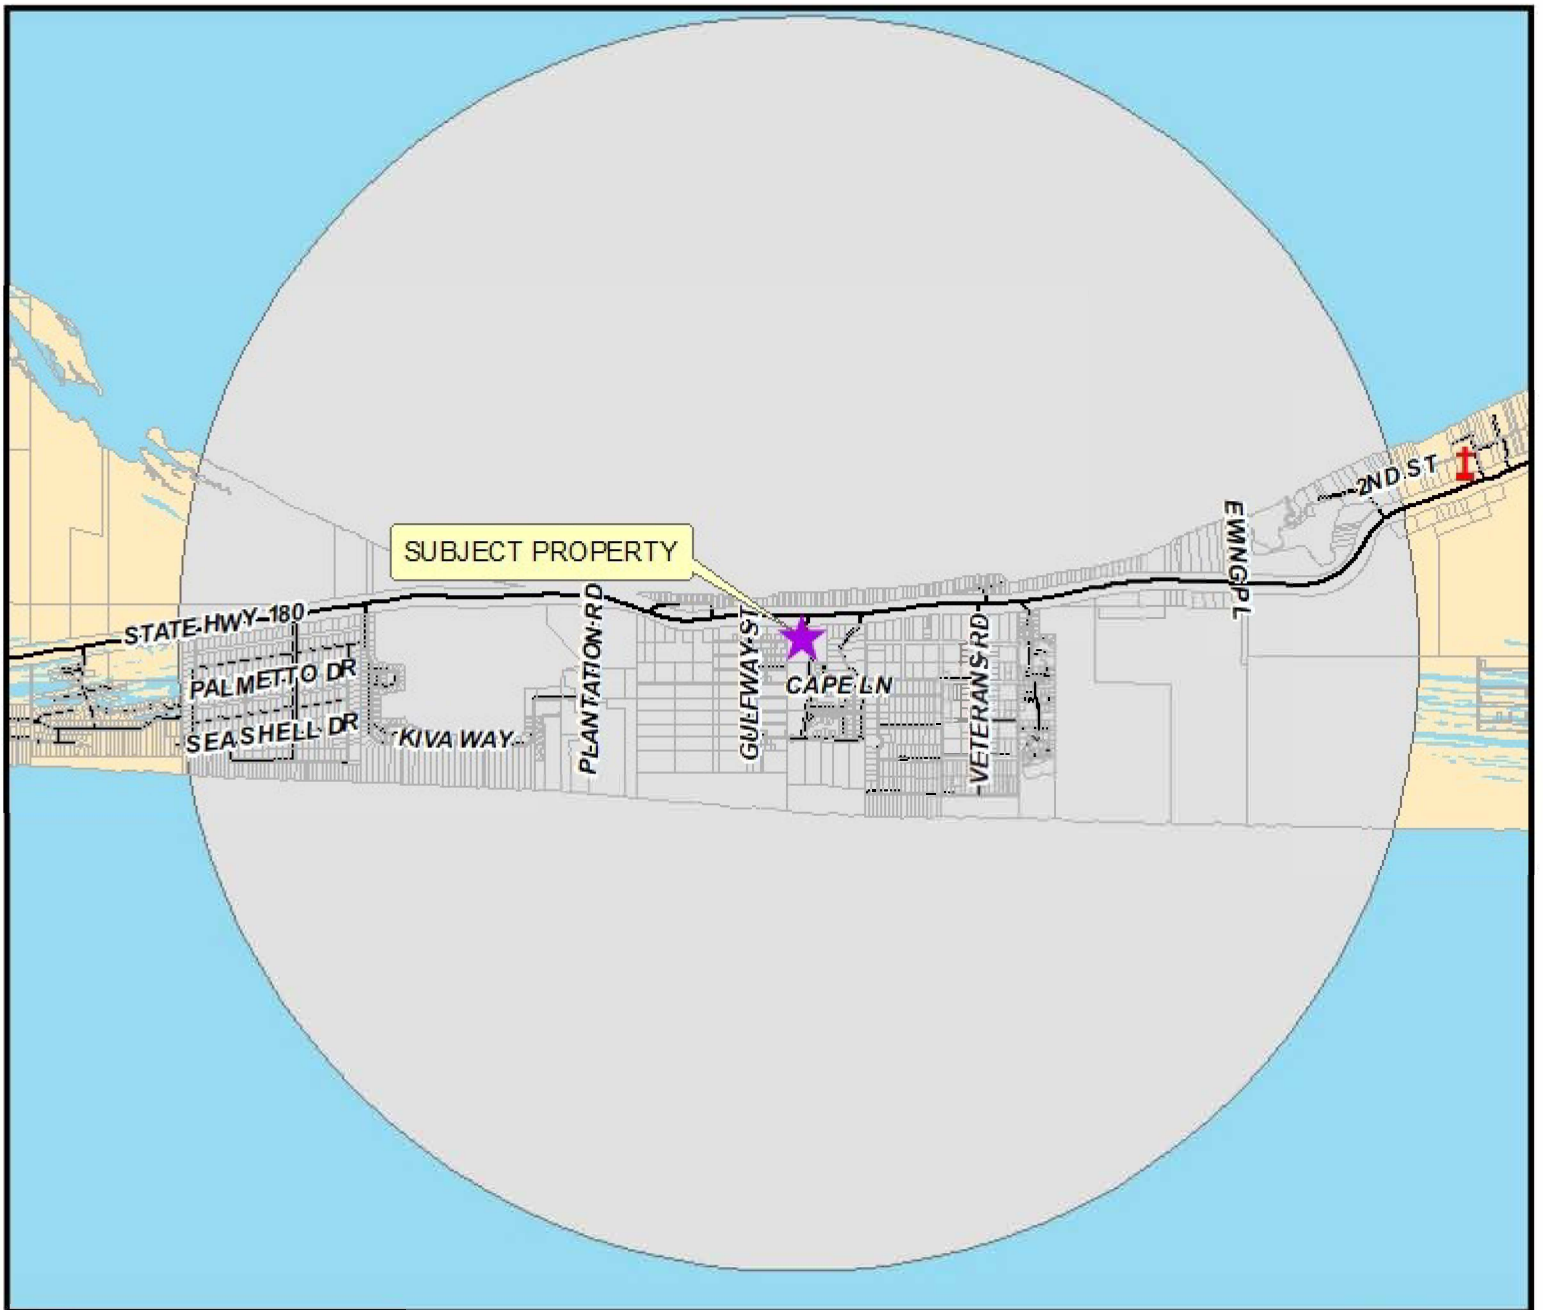 2ND ST
EWING PL
SUBJECT PROPERTY
STATE HWY 180
PLANTATION RD
GULFWAY ST
VETERANS RD
PALMETTO DR
CAPE LN
SEASHELL DR
KIVA WAY